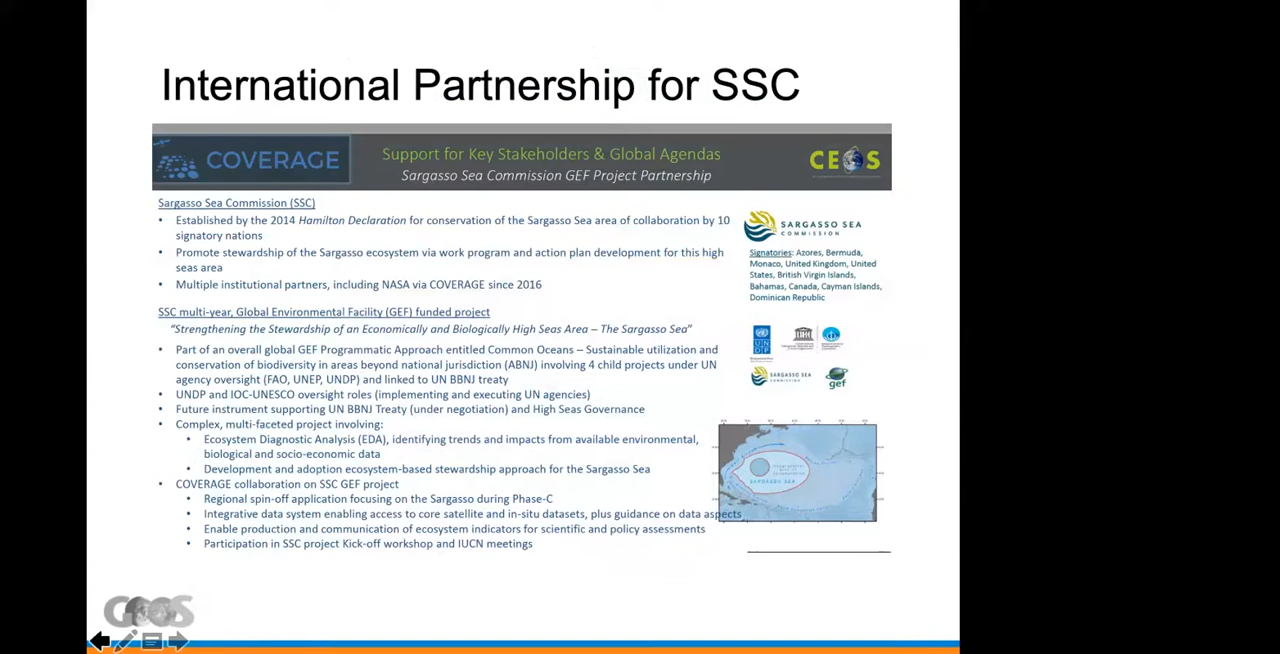 International Partnership for SSC
COVERAGE
Support for Key Stakeholders & Global Agendas
Sargasso Sea Commission GEF Project Partnership
CEOS
Sargasso Sea Commission (SSC)
• Established by the 2014 Hamilton Declaration for conservation of the Sargasso Sea area of collaboration by 10
signatory nations
• Promote stewardship of the Sargasso ecosystem via work program and action plan development for this high
seas area
• Multiple institutional partners, including NASA via COVERAGE since 2016
SARGASSO SEA
COMMISSION
Signatories: Azores, Bermuda,
Monaco, United Kingdom, United
States, British Virgin Islands,
Bahamas, Canada, Cayman Islands,
Dominican Republic
SSC multi-year, Global Environmental Facility (GEF) funded project
“Strengthening the Stewardship of an Economically and Biologically High Seas Area – The Sargasso Sea”
• Part of an overall global GEF Programmatic Approach entitled Common Oceans – Sustainable utilization and
conservation of biodiversity in areas beyond national jurisdiction (ABNJ) involving 4 child projects under UN
agency oversight (FAO, UNEP, UNDP) and linked to UN BBNJ treaty
• UNDP and IOC-UNESCO oversight roles (implementing and executing UN agencies)
• Future instrument supporting UN BBNJ Treaty (under negotiation) and High Seas Governance
• Complex, multi-faceted project involving:
• Ecosystem Diagnostic Analysis (EDA), identifying trends and impacts from available environmental,
biological and socio-economic data
• Development and adoption ecosystem-based stewardship approach for the Sargasso Sea
• COVERAGE collaboration on SSC GEF project
• Regional spin-off application focusing on the Sargasso during Phase-C
• Integrative data system enabling access to core satellite and in-situ datasets, plus guidance on data aspects
• Enable production and communication of ecosystem indicators for scientific and policy assessments
• Participation in SSC project Kick-off workshop and IUCN meetings
UN
DP
SARGASSO SEA
COMMISSION
gef
SARGASSO SEA